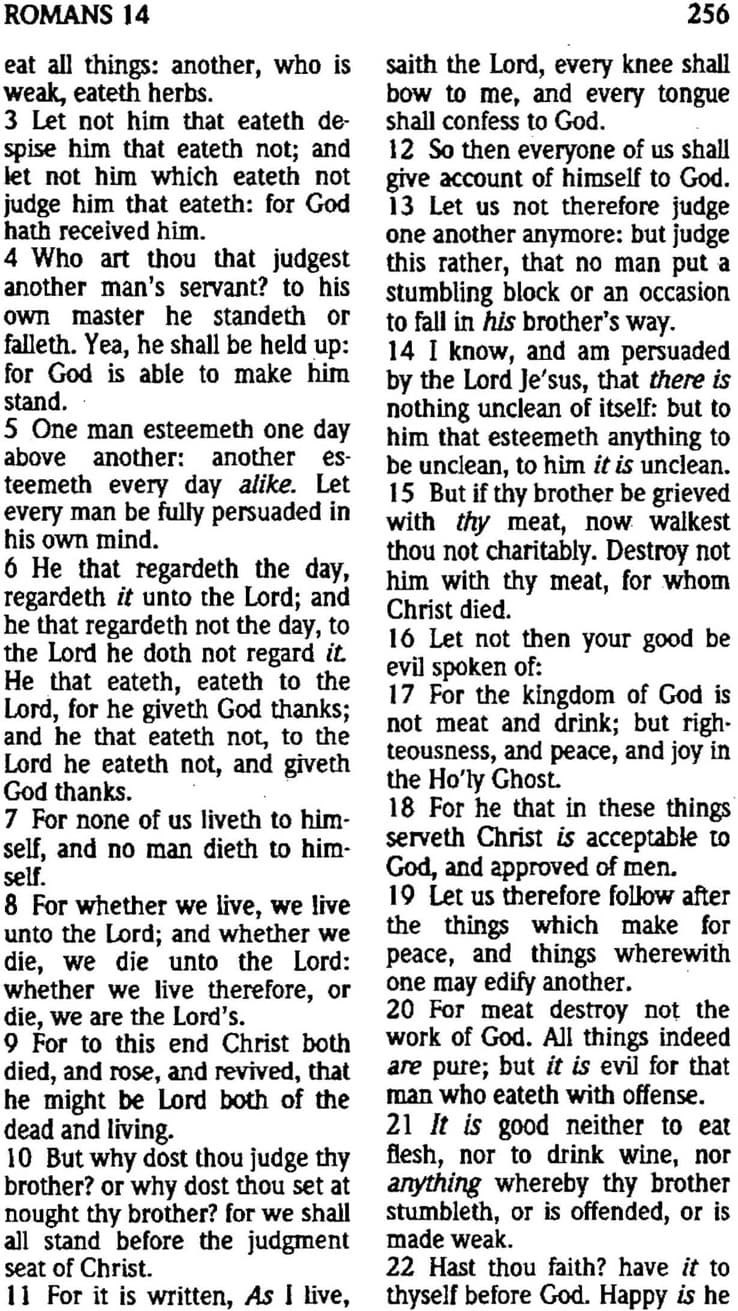 ROMANS 14
256
eat all things: another, who is
weak, eateth herbs.
3 Let not him that eateth de-
spise him that eateth not; and
let not him which eateth not
judge him that eateth: for God
hath received him.
4 Who art thou that judgest
another man's servant? to his
own master he standeth or
falleth. Yea, he shall be held up:
for God is able to make him
stand.
5 One man esteemeth one day
above another: another es-
teemeth every day alike. Let
every man be fully persuaded in
his own mind.
6 He that regardeth the day,
regardeth it unto the Lord; and
he that regardeth not the day, to
the Lord he doth not regard it.
He that eateth, eateth to the
Lord, for he giveth God thanks;
and he that eateth not, to the
Lord he eateth not, and giveth
God thanks.
7 For none of us liveth to him-
self, and no man dieth to him-
self.
8 For whether we live, we live
unto the Lord; and whether we
die, we die unto the Lord:
whether we live therefore, or
die, we are the Lord's.
9 For to this end Christ both
died, and rose, and revived, that
he might be Lord both of the
dead and living.
10 But why dost thou judge thy
brother? or why dost thou set at
nought thy brother? for we shall
all stand before the judgment
seat of Christ.
11 For it is written, As I live,
saith the Lord, every knee shall
bow to me, and every tongue
shall confess to God.
12 So then everyone of us shall
give account of himself to God.
13 Let us not therefore judge
one another anymore: but judge
this rather, that no man put a
stumbling block or an occasion
to fall in his brother's way.
14 I know, and am persuaded
by the Lord Je'sus, that there is
nothing unclean of itself: but to
him that esteemeth anything to
be unclean, to him it is unclean.
15 But if thy brother be grieved
with thy meat, now walkest
thou not charitably. Destroy not
him with thy meat, for whom
Christ died.
16 Let not then your good be
evil spoken of:
17 For the kingdom of God is
not meat and drink; but righ-
teousness, and peace, and joy in
the Ho'ly Ghost.
18 For he that in these things
serveth Christ is acceptable to
God, and approved of men.
19 Let us therefore follow after
the things which make for
peace, and things wherewith
one may edify another.
20 For meat destroy not the
work of God. All things indeed
are pure; but it is evil for that
man who eateth with offense.
21 It is good neither to eat
flesh, nor to drink wine, nor
anything whereby thy brother
stumbleth, or is offended, or is
made weak.
22 Hast thou faith? have it to
thyself before God. Happy is he